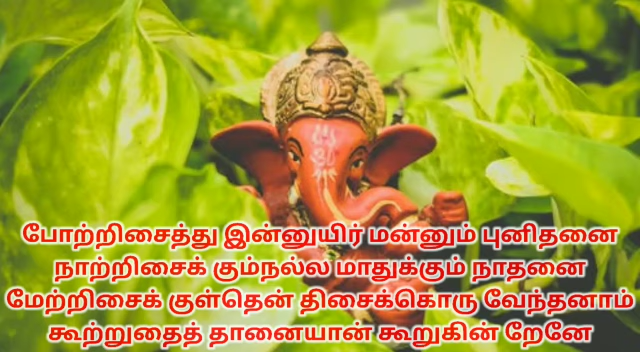 போற்றிசைத்து இன்னுயிர் மன்னும் புனிதனை
நாற்றிசைக் கும்நல்ல மாதுக்கும் நாதனை
மேற்றிசைக் குள்தென் திசைக்கொரு வேந்தனாம்
கூற்றுதைத் தானையான் கூறுகின் றேனே